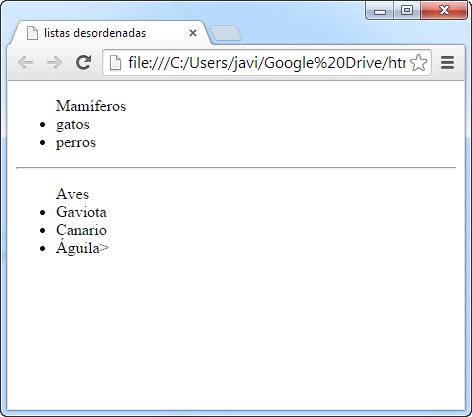 listas desordenadas
file:///C:/Users/javi/Google%20Drive/htr
Mamíferos
gatos
perros
Aves
Gaviota
Canario
Águila>